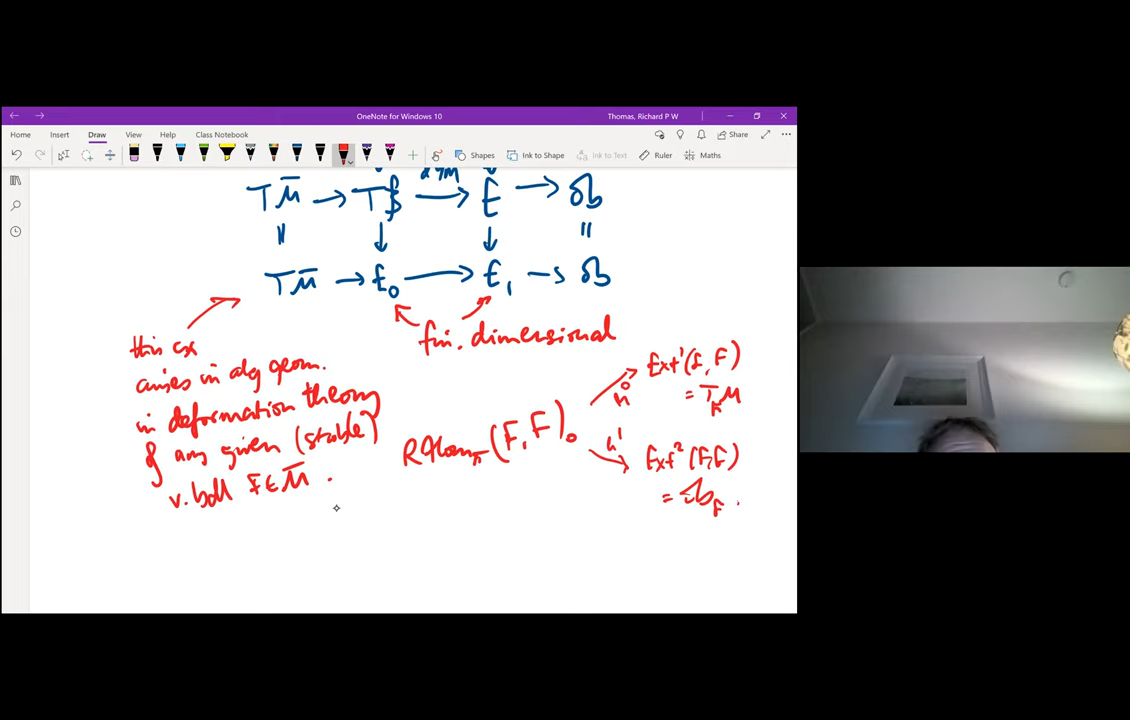 OneNote for Windows 10
Thomas, Richard P W
Home Insert Draw View Help Class Notebook
Share
Shapes Ink to Shape Ink to Text Ruler Maths
TM̄ → TB → E → ob
TM̄ → E₀ → E₁ → ob
fin. dimensional
this cx
arises in alg geom.
in deformation theory
of any given (stable)
v. bdl F ∈ M̄ .
RHom_π (F, F)₀
h⁰ Ext¹(F, F)
= T_F M
h¹ Ext²(F, F)
= Ob_F .